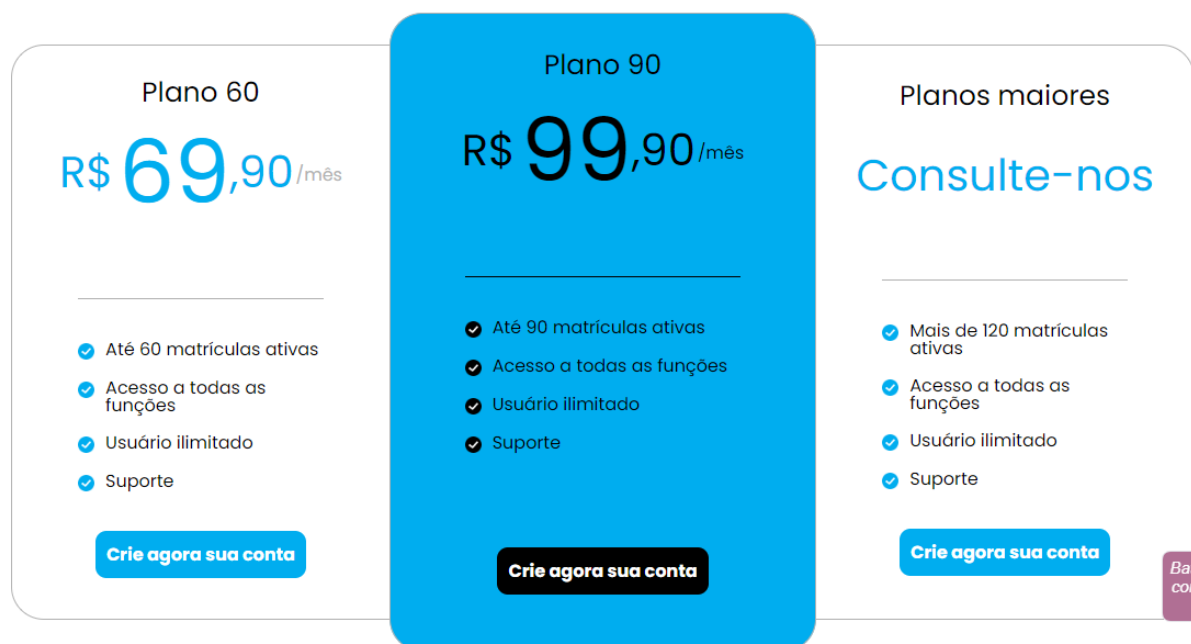 Plano 60
R$ 69,90 /mês
Até 60 matrículas ativas
Acesso a todas as
funções
Usuário ilimitado
Suporte
Crie agora sua conta
Plano 90
R$ 99,90 /mês
Até 90 matrículas ativas
Acesso a todas as funções
Usuário ilimitado
Suporte
Crie agora sua conta
Planos maiores
Consulte-nos
Mais de 120 matrículas
ativas
Acesso a todas as
funções
Usuário ilimitado
Suporte
Crie agora sua conta